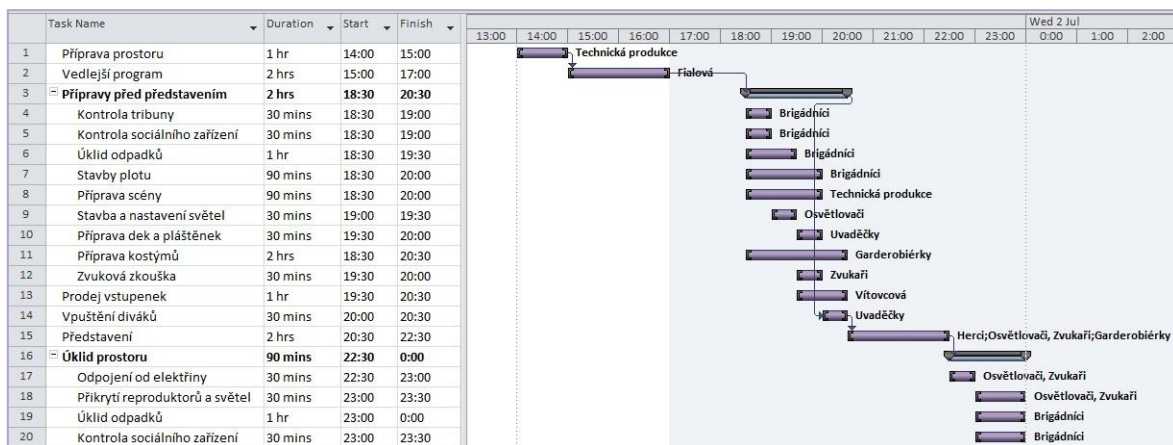 Task Name Duration Start Finish Wed 2 Jul
13:00 14:00 15:00 16:00 17:00 18:00 19:00 20:00 21:00 22:00 23:00 0:00 1:00 2:00
1 Příprava prostoru 1 hr 14:00 15:00 Technická produkce
2 Vedlejší program 2 hrs 15:00 17:00 Fialová
3 Přípravy před představením 2 hrs 18:30 20:30
4 Kontrola tribuny 30 mins 18:30 19:00 Brigádníci
5 Kontrola sociálního zařízení 30 mins 18:30 19:00 Brigádníci
6 Úklid odpadků 1 hr 18:30 19:30 Brigádníci
7 Stavby plotu 90 mins 18:30 20:00 Brigádníci
8 Příprava scény 90 mins 18:30 20:00 Technická produkce
9 Stavba a nastavení světel 30 mins 19:00 19:30 Osvětlovači
10 Příprava dek a pláštěnek 30 mins 19:30 20:00 Uvaděčky
11 Příprava kostýmů 2 hrs 18:30 20:30 Garderobiérky
12 Zvuková zkouška 30 mins 19:30 20:00 Zvukaři
13 Prodej vstupenek 1 hr 19:30 20:30 Vítovcová
14 Vpuštění diváků 30 mins 20:00 20:30 Uvaděčky
15 Představení 2 hrs 20:30 22:30 Herci;Osvětlovači, Zvukaři;Garderobiérky
16 Úklid prostoru 90 mins 22:30 0:00
17 Odpojení od elektřiny 30 mins 22:30 23:00 Osvětlovači, Zvukaři
18 Přikrytí reproduktorů a světel 30 mins 23:00 23:30 Osvětlovači, Zvukaři
19 Úklid odpadků 1 hr 23:00 0:00 Brigádníci
20 Kontrola sociálního zařízení 30 mins 23:00 23:30 Brigádníci